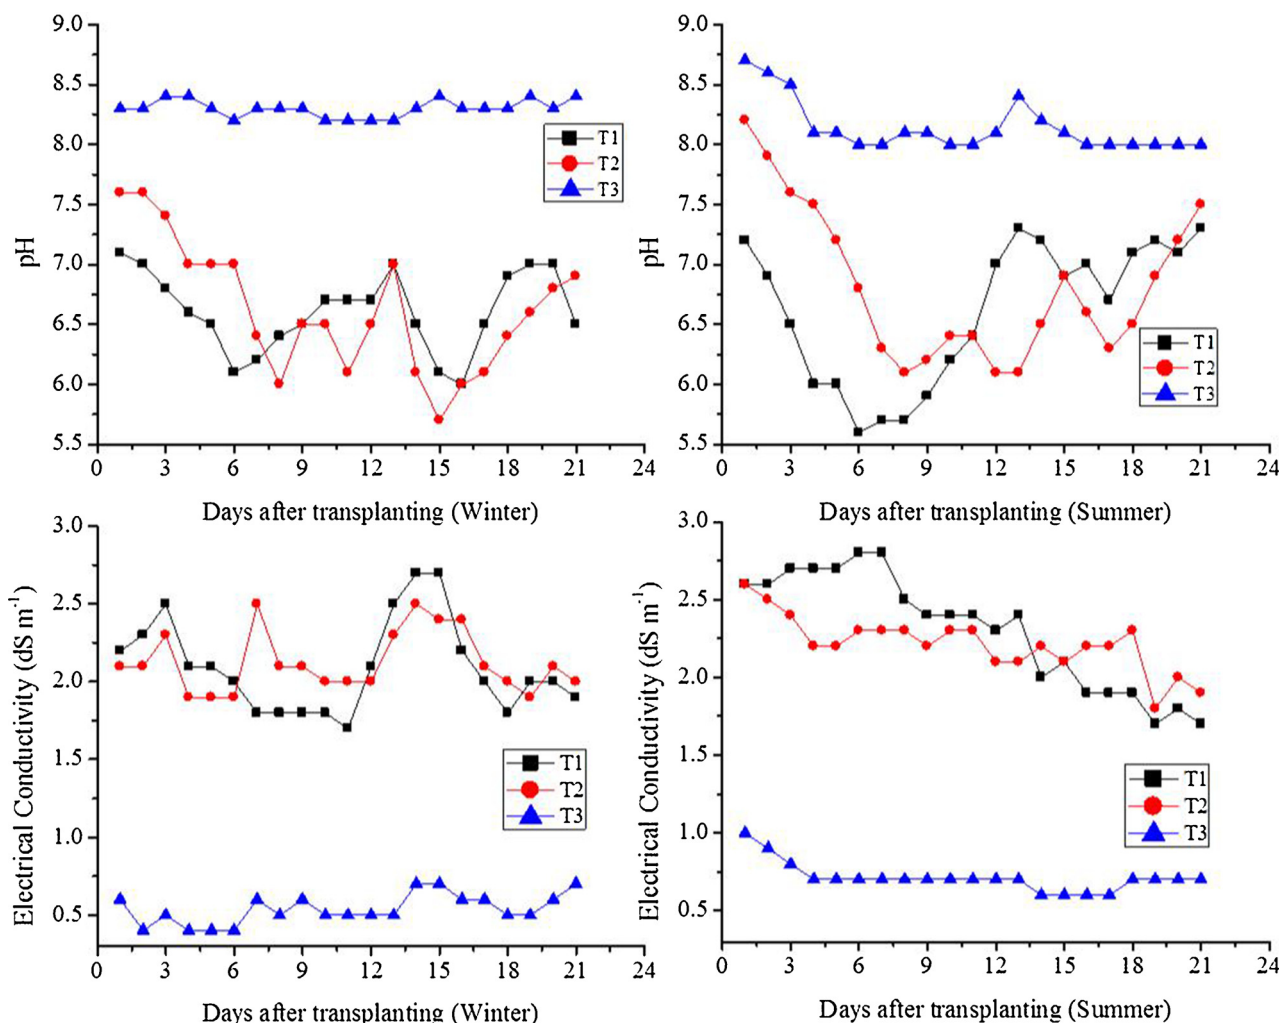 9.0
8.5
8.0
7.5
7.0
6.5
6.0
5.5
pH
T1
T2
T3
0 3 6 9 12 15 18 21 24
Days after transplanting (Winter)
9.0
8.5
8.0
7.5
7.0
6.5
6.0
5.5
pH
T1
T2
T3
0 3 6 9 12 15 18 21 24
Days after transplanting (Summer)
3.0
2.5
2.0
1.5
1.0
0.5
Electrical Conductivity (dS m⁻¹)
T1
T2
T3
0 3 6 9 12 15 18 21 24
Days after transplanting (Winter)
3.0
2.5
2.0
1.5
1.0
0.5
Electrical Conductivity (dS m⁻¹)
T1
T2
T3
0 3 6 9 12 15 18 21 24
Days after transplanting (Summer)